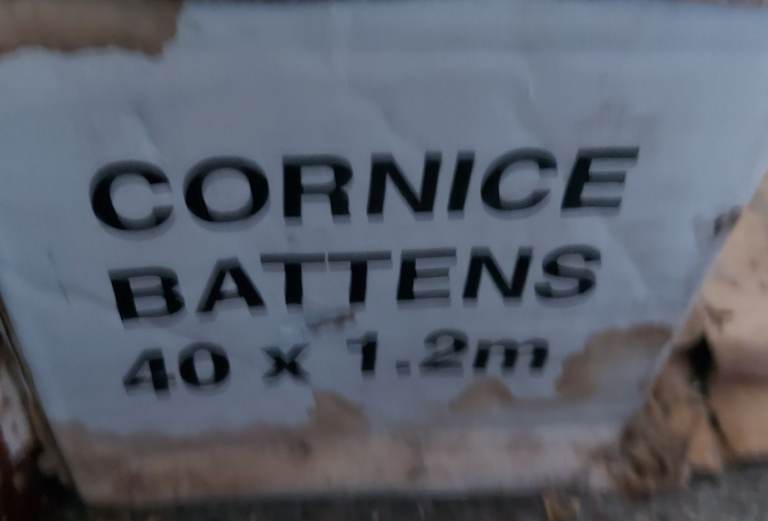 CORNICE
BATTENS
40 x 1.2m